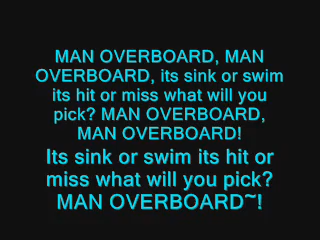 MAN OVERBOARD, MAN
OVERBOARD, its sink or swim
its hit or miss what will you
pick? MAN OVERBOARD,
MAN OVERBOARD!
Its sink or swim its hit or
miss what will you pick?
MAN OVERBOARD~!